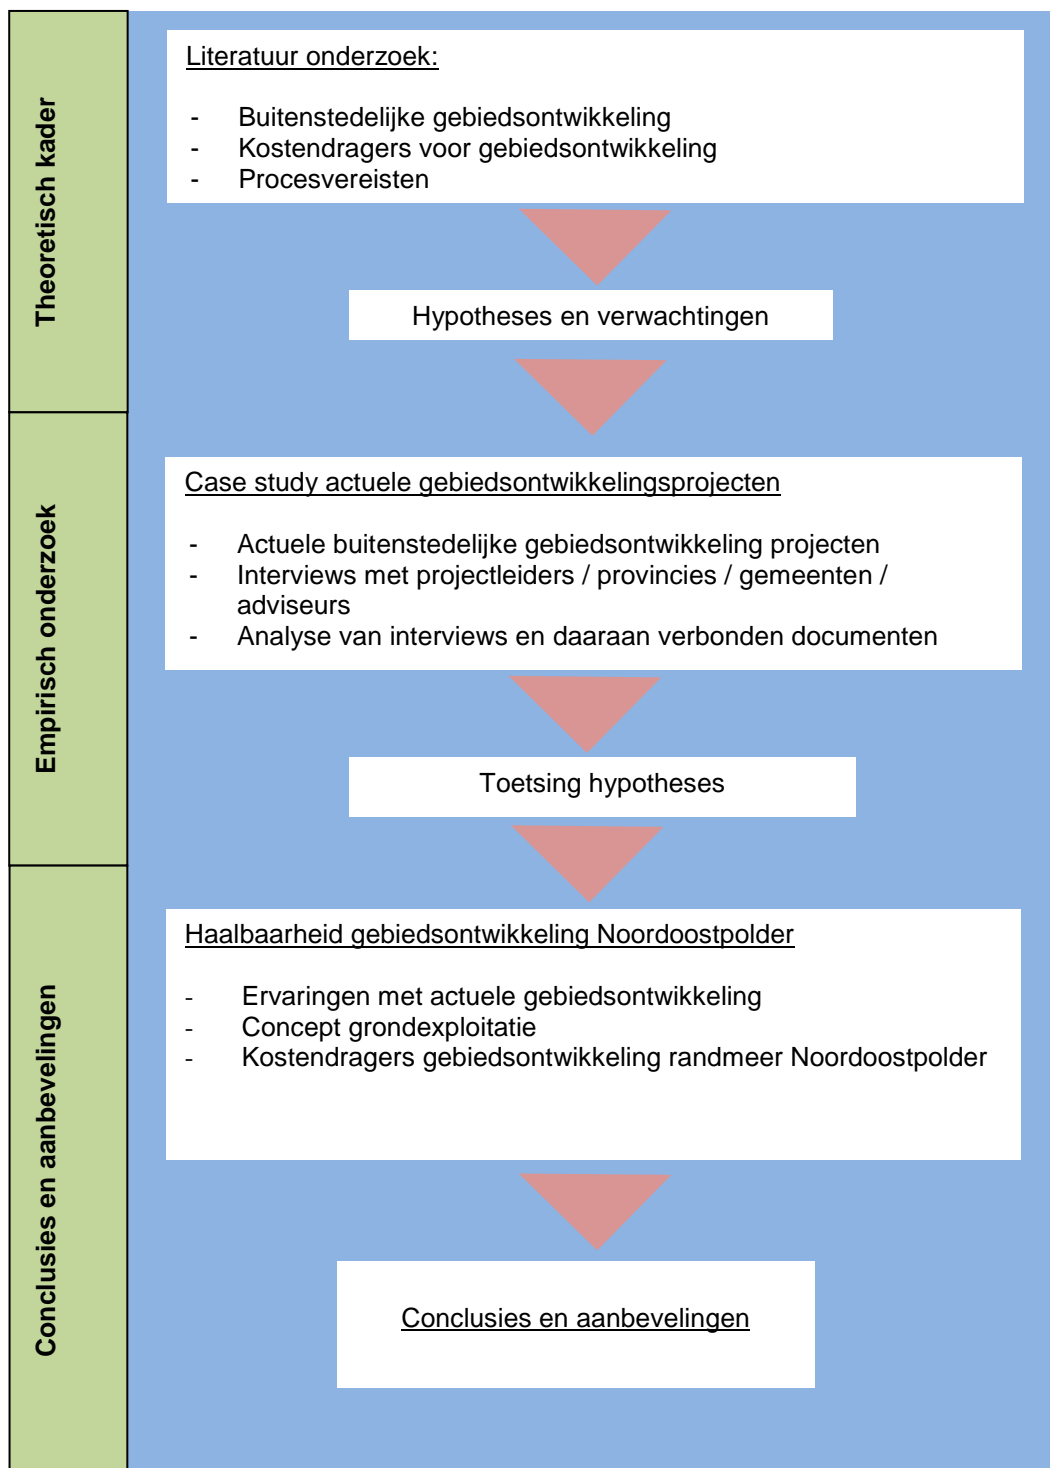 Theoretisch kader
Literatuur onderzoek:
- Buitenstedelijke gebiedsontwikkeling
- Kostendragers voor gebiedsontwikkeling
- Procesvereisten
Hypotheses en verwachtingen
Empirisch onderzoek
Case study actuele gebiedsontwikkelingsprojecten
- Actuele buitenstedelijke gebiedsontwikkeling projecten
- Interviews met projectleiders / provincies / gemeenten /
adviseurs
- Analyse van interviews en daaraan verbonden documenten
Toetsing hypotheses
Conclusies en aanbevelingen
Haalbaarheid gebiedsontwikkeling Noordoostpolder
- Ervaringen met actuele gebiedsontwikkeling
- Concept grondexploitatie
- Kostendragers gebiedsontwikkeling randmeer Noordoostpolder
Conclusies en aanbevelingen